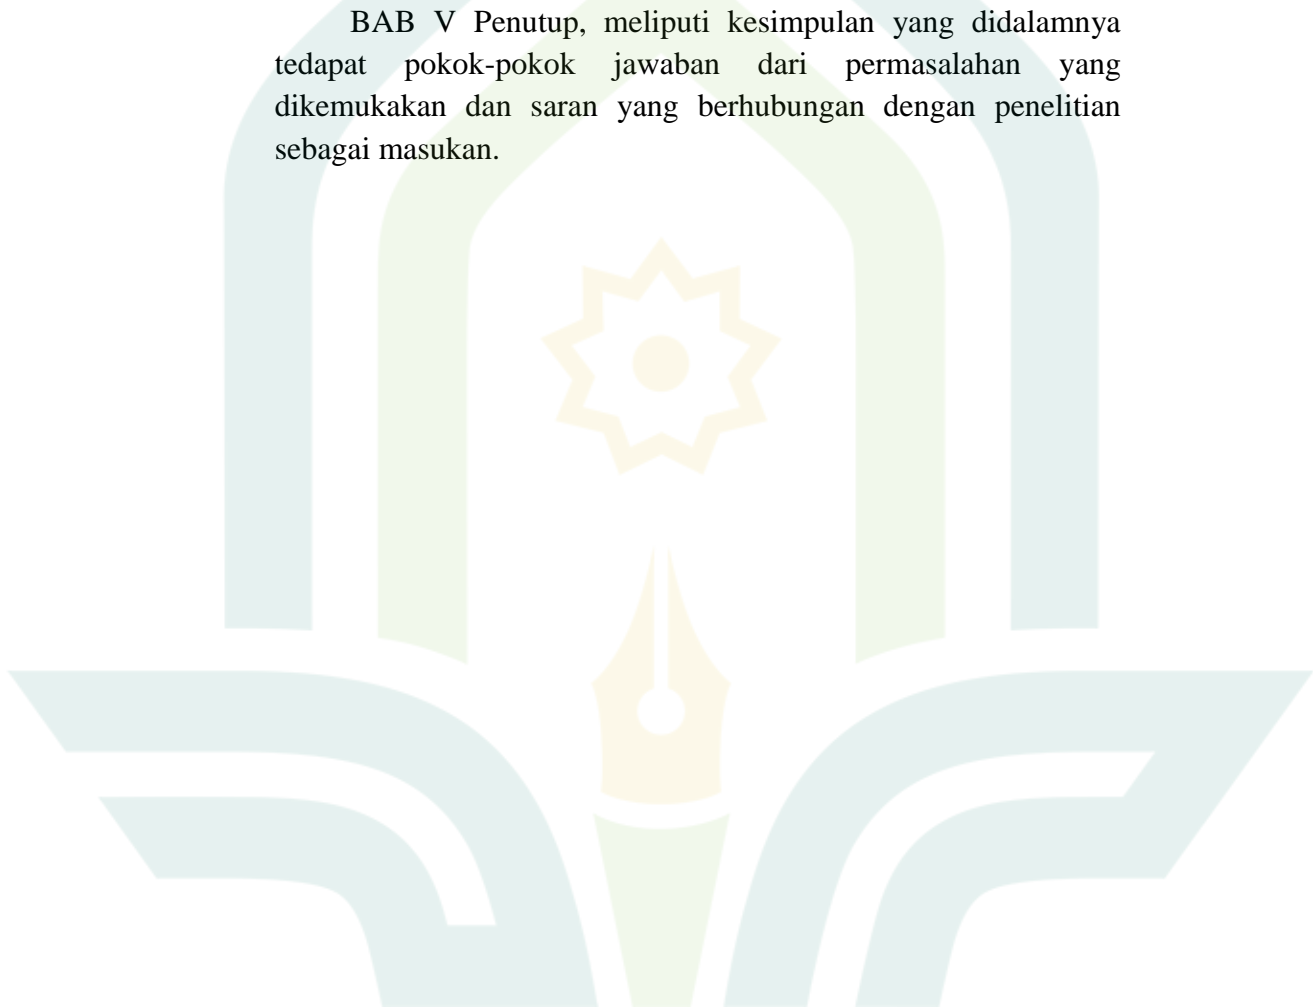 BAB V Penutup, meliputi kesimpulan yang didalamnya
tedapat pokok-pokok jawaban dari permasalahan yang
dikemukakan dan saran yang berhubungan dengan penelitian
sebagai masukan.